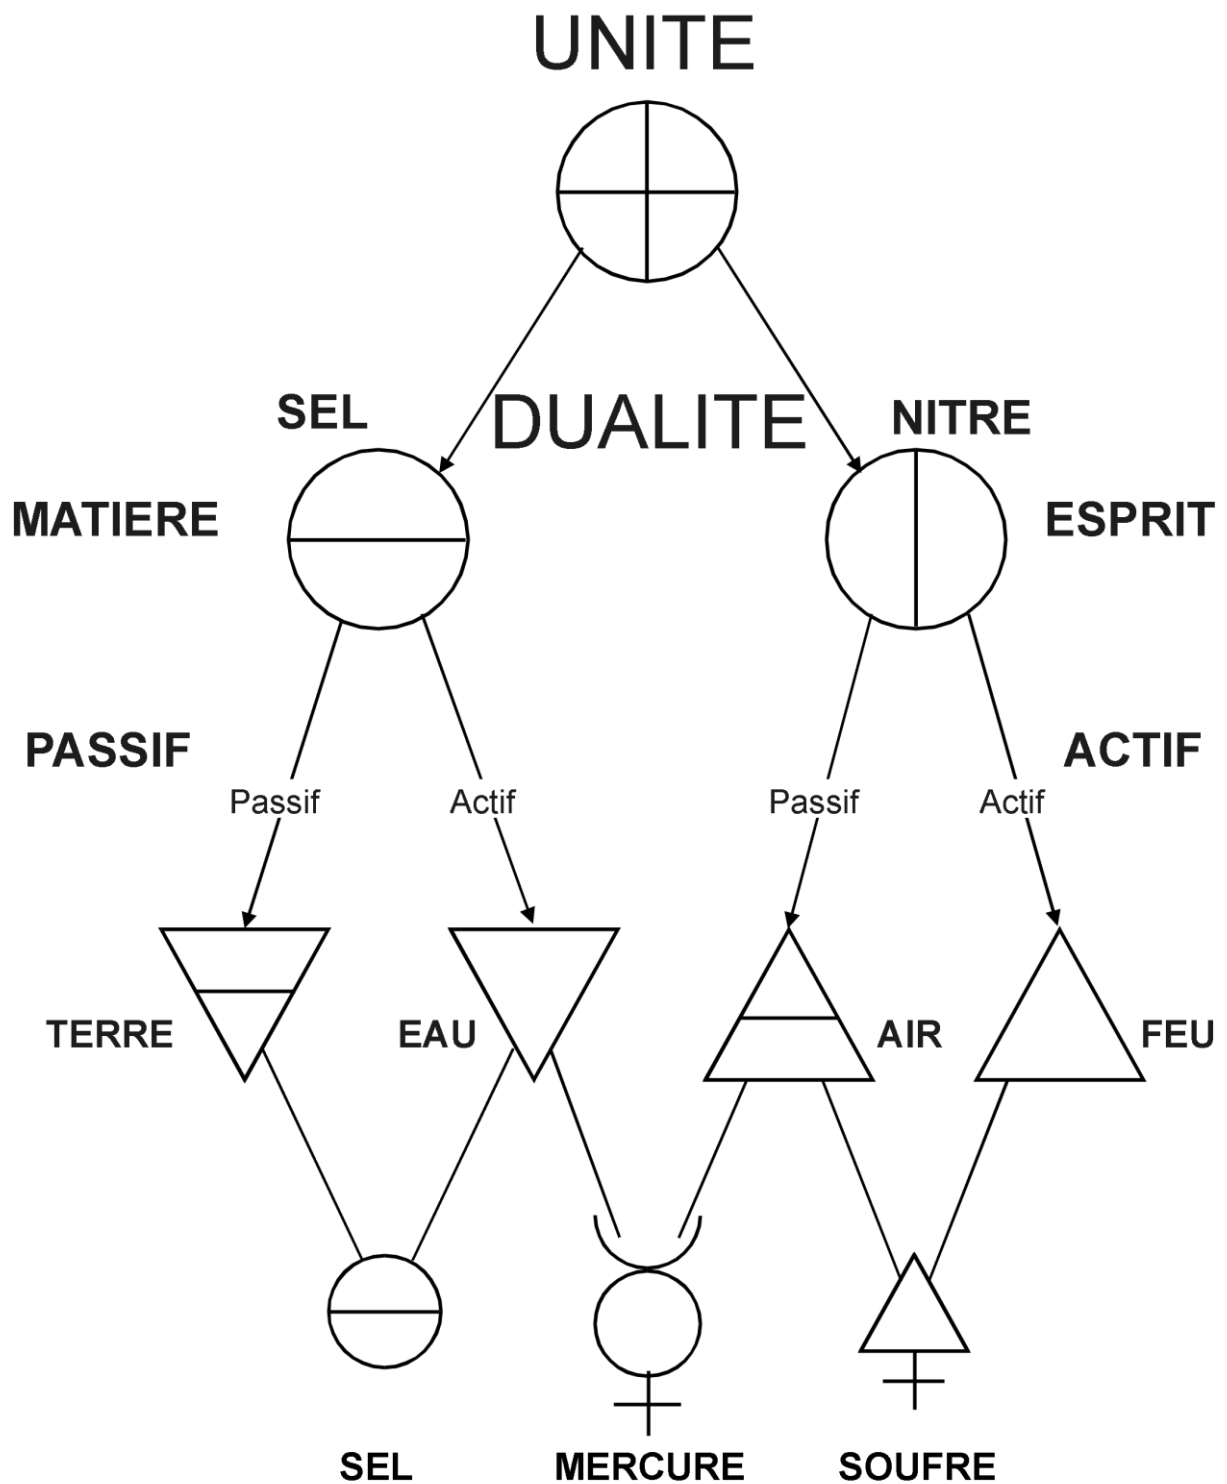 UNITE
SEL
DUALITE
NITRE
MATIERE
ESPRIT
PASSIF
ACTIF
Passif
Actif
Passif
Actif
TERRE
EAU
AIR
FEU
SEL
MERCURE
SOUFRE